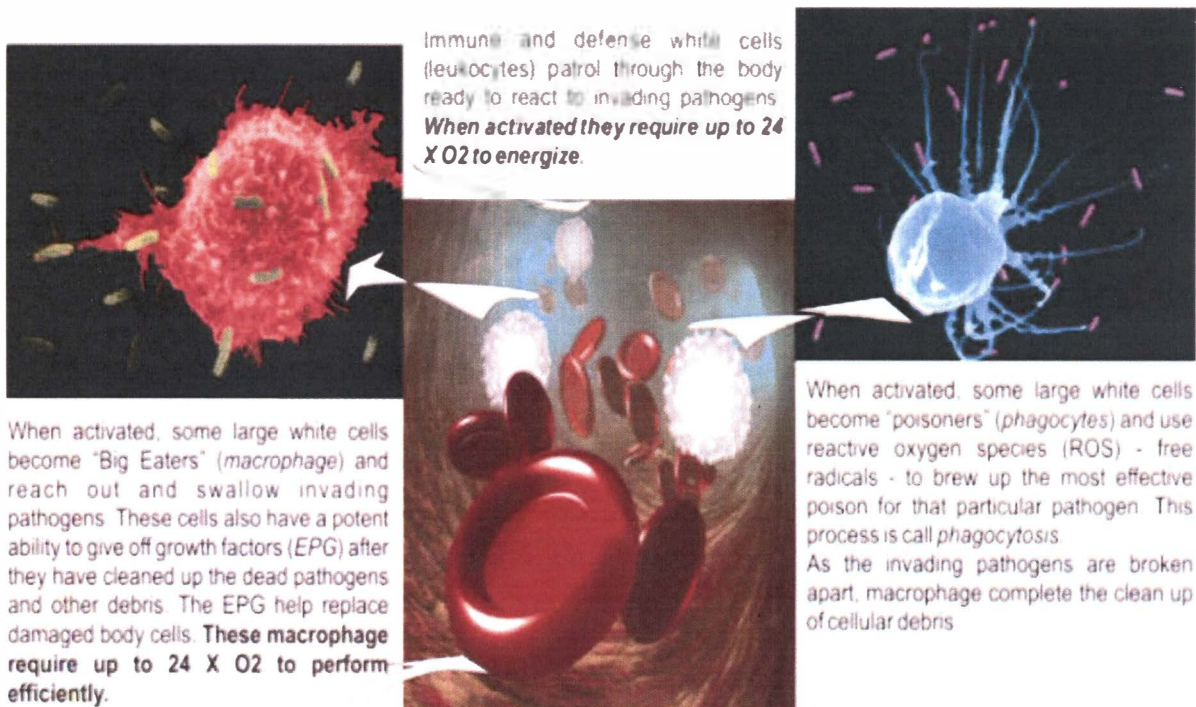 Immune and defense white cells
(leukocytes) patrol through the body
ready to react to invading pathogens
When activated they require up to 24
X O2 to energize.
When activated, some large white cells
become "Big Eaters" (macrophage) and
reach out and swallow invading
pathogens. These cells also have a potent
ability to give off growth factors (EPG) after
they have cleaned up the dead pathogens
and other debris. The EPG help replace
damaged body cells. These macrophage
require up to 24 X O2 to perform
efficiently.
When activated, some large white cells
become "poisoners" (phagocytes) and use
reactive oxygen species (ROS) - free
radicals - to brew up the most effective
poison for that particular pathogen. This
process is call phagocytosis.
As the invading pathogens are broken
apart, macrophage complete the clean up
of cellular debris